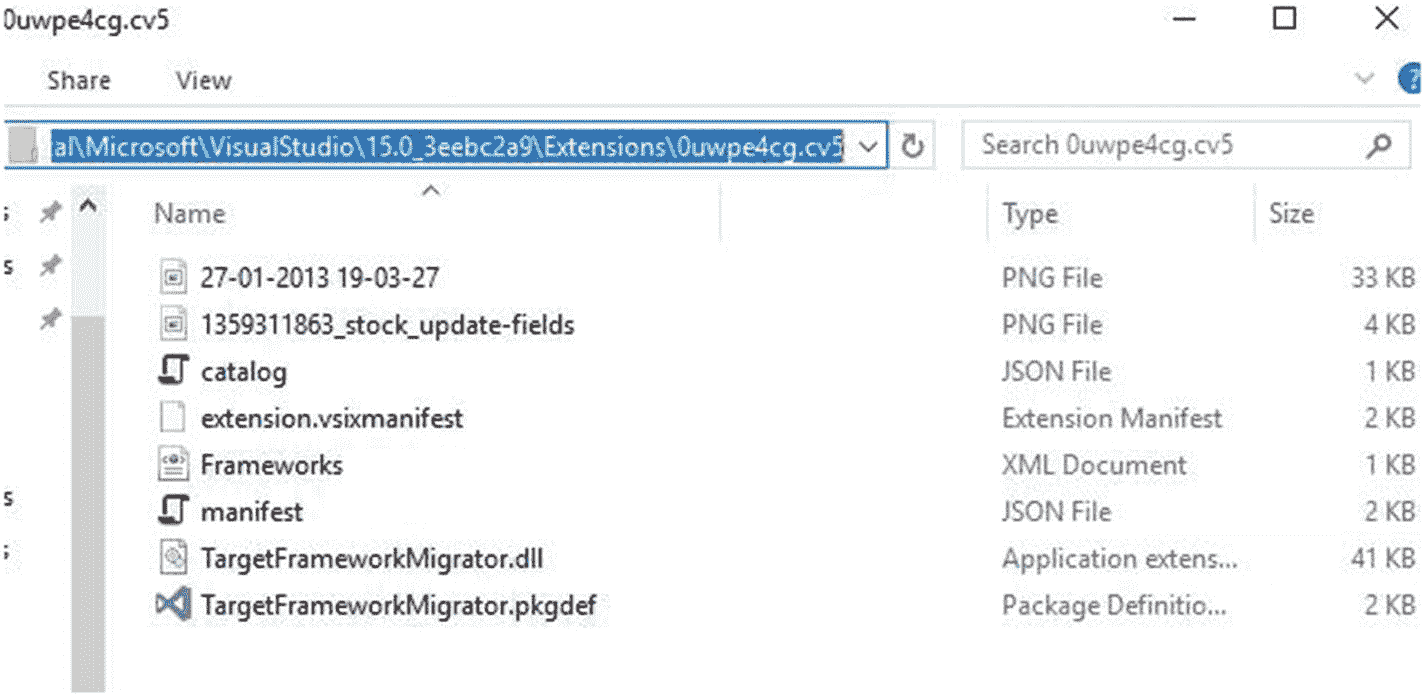 0uwpe4cg.cv5
Share View
al\Microsoft\VisualStudio\15.0_3eebc2a9\Extensions\0uwpe4cg.cv5 Search 0uwpe4cg.cv5
Name Type Size
27-01-2013 19-03-27 PNG File 33 KB
1359311863_stock_update-fields PNG File 4 KB
catalog JSON File 1 KB
extension.vsixmanifest Extension Manifest 2 KB
Frameworks XML Document 1 KB
manifest JSON File 2 KB
TargetFrameworkMigrator.dll Application extens... 41 KB
TargetFrameworkMigrator.pkgdef Package Definitio... 2 KB